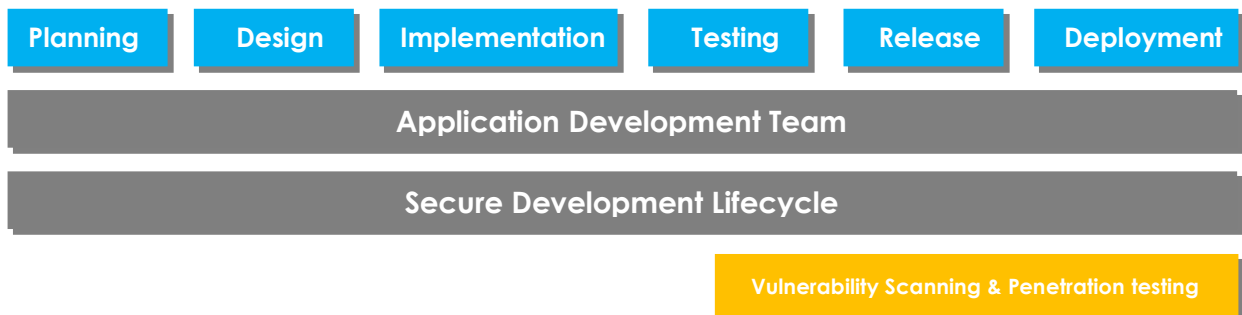 Planning Design Implementation Testing Release Deployment
Application Development Team
Secure Development Lifecycle
Vulnerability Scanning & Penetration testing